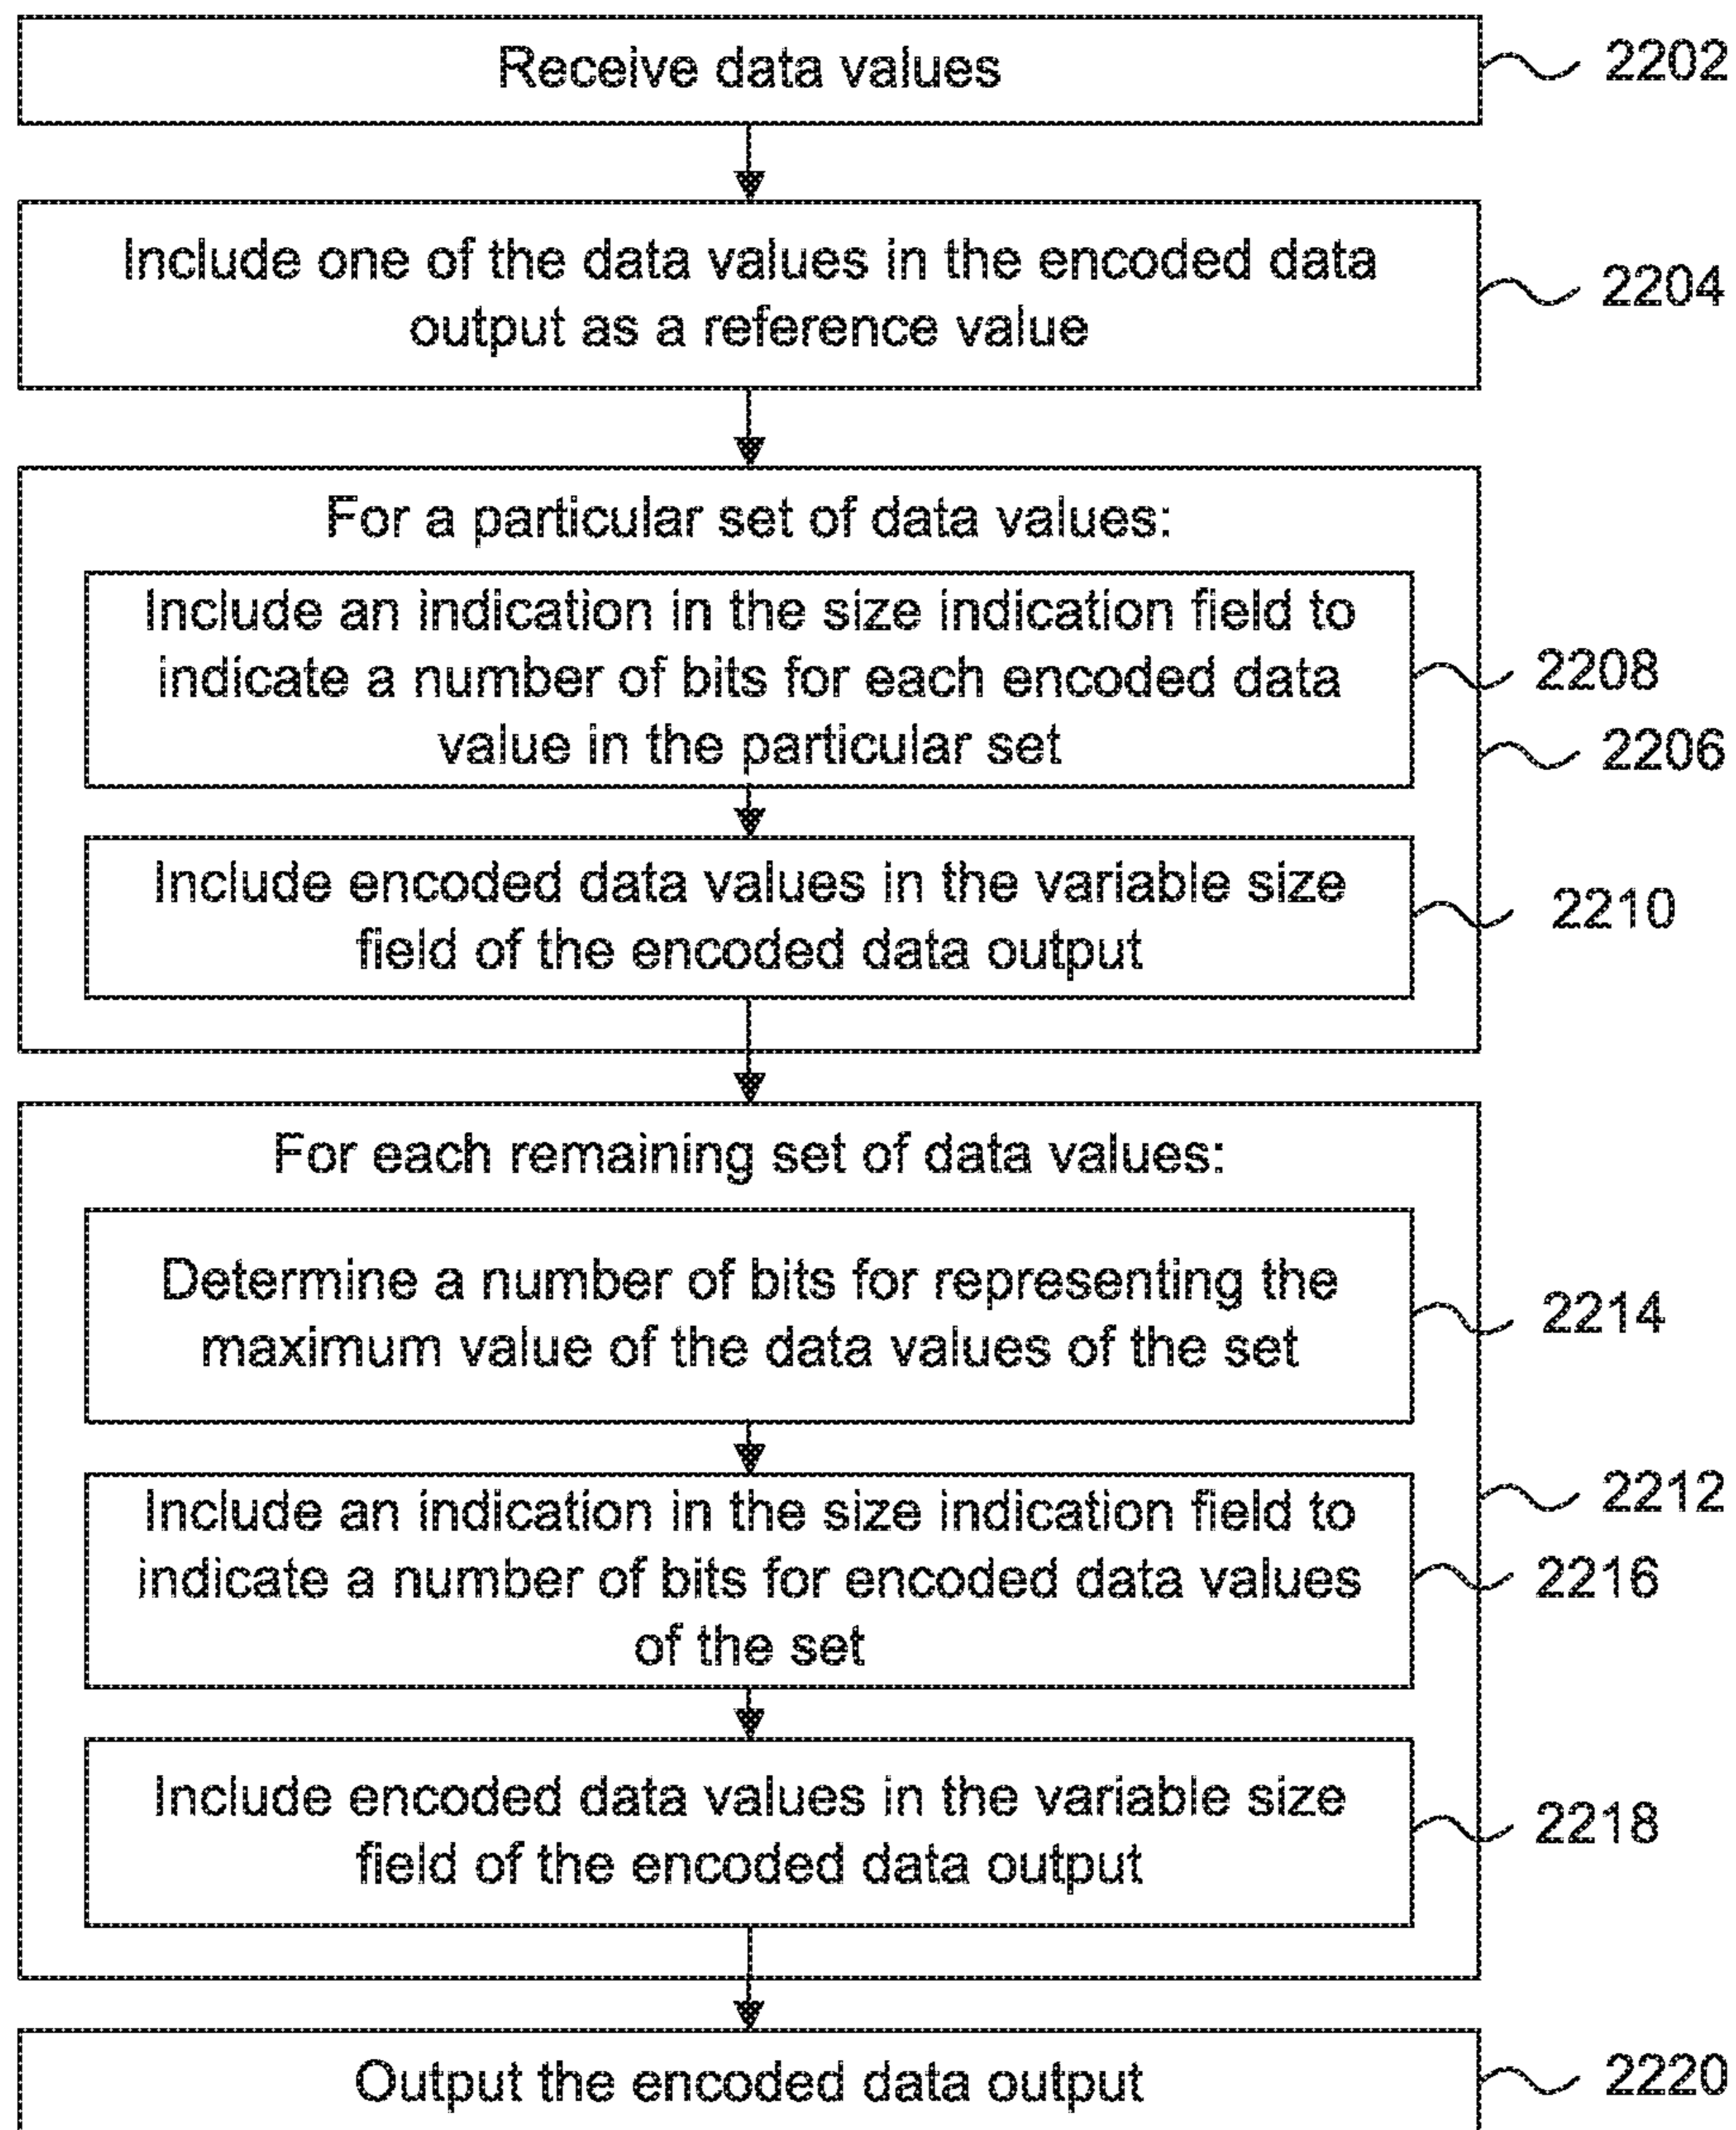 Receive data values
2202
Include one of the data values in the encoded data
output as a reference value
2204
For a particular set of data values:
Include an indication in the size indication field to
indicate a number of bits for each encoded data
value in the particular set
2208
2206
Include encoded data values in the variable size
field of the encoded data output
2210
For each remaining set of data values:
Determine a number of bits for representing the
maximum value of the data values of the set
2214
2212
Include an indication in the size indication field to
indicate a number of bits for encoded data values
of the set
2216
Include encoded data values in the variable size
field of the encoded data output
2218
Output the encoded data output
2220